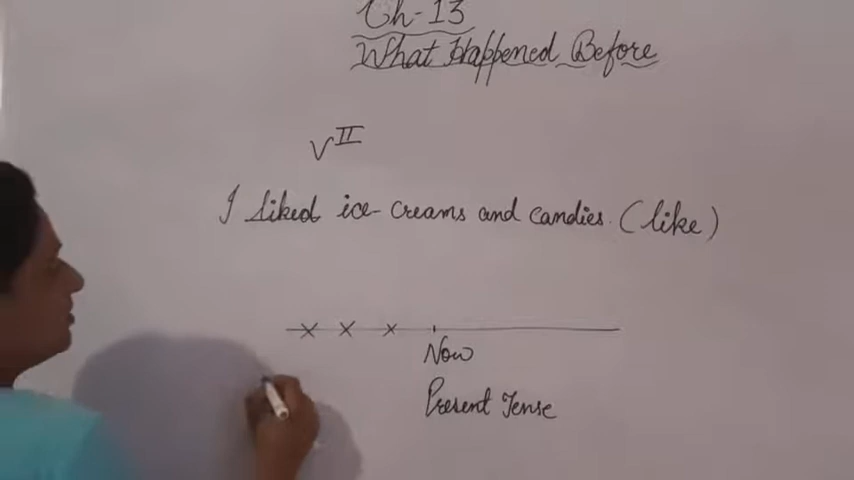 Ch-13
What Happened Before
V II
I liked ice-creams and candies. (like)
Now
Present Tense